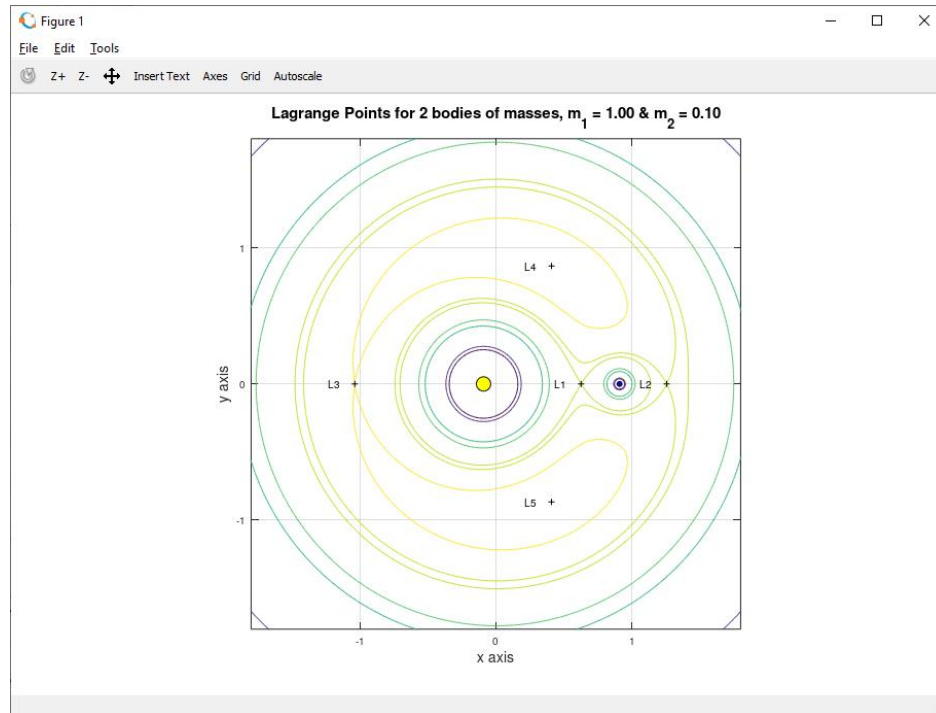 Figure 1
File Edit Tools
Z+ Z- Insert Text Axes Grid Autoscale
Lagrange Points for 2 bodies of masses, m1 = 1.00 & m2 = 0.10
1
L4
y axis
0
L3
L1
L2
L5
-1
-1
0
1
x axis